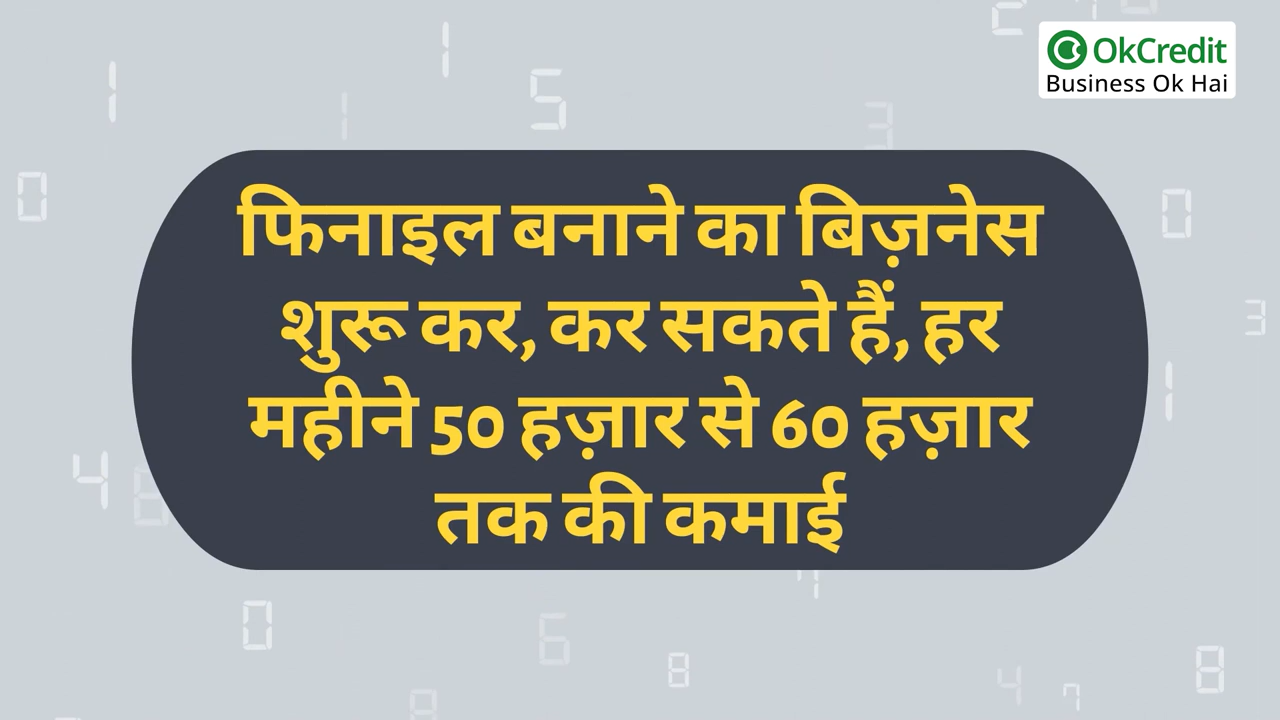 OkCredit
Business Ok Hai
फिनाइल बनाने का बिज़नेस
शुरू कर, कर सकते हैं, हर
महीने 50 हज़ार से 60 हज़ार
तक की कमाई